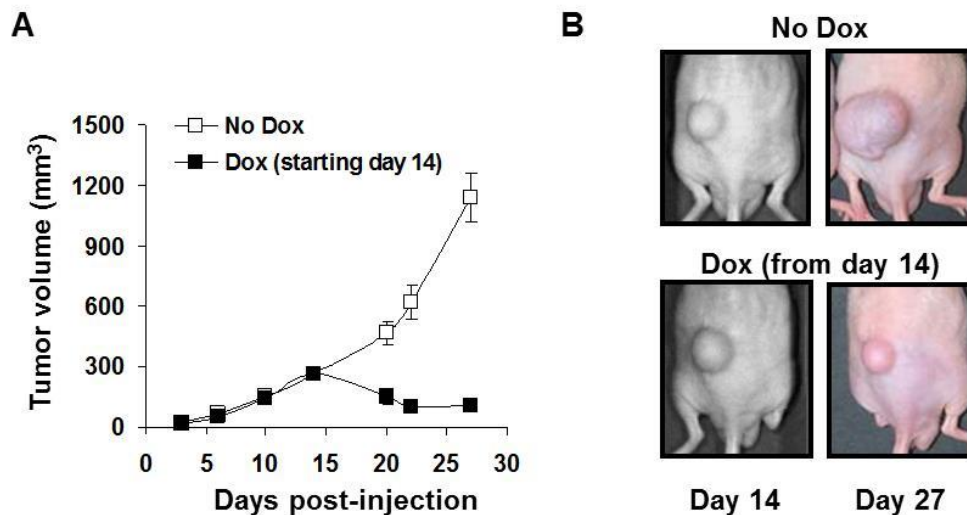 A
Tumor volume (mm³)
1500
1200
900
600
300
0
No Dox
Dox (starting day 14)
0 5 10 15 20 25 30
Days post-injection
B
No Dox
Dox (from day 14)
Day 14 Day 27